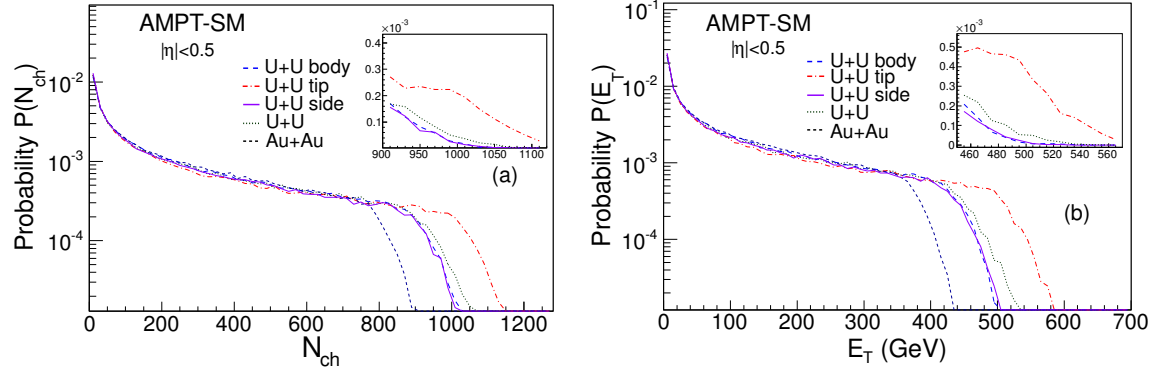 AMPT-SM
|η|<0.5
U+U body
U+U tip
U+U side
U+U
Au+Au
×10⁻³
0.4
0.3
0.2
0.1
900 950 1000 1050 1100
(a)
Probability P(N_ch)
10⁻²
10⁻³
10⁻⁴
0 200 400 600 800 1000 1200
N_ch
AMPT-SM
|η|<0.5
U+U body
U+U tip
U+U side
U+U
Au+Au
×10⁻³
0.5
0.4
0.3
0.2
0.1
0
460 480 500 520 540 560
(b)
Probability P(E_T)
10⁻¹
10⁻²
10⁻³
10⁻⁴
0 100 200 300 400 500 600 700
E_T (GeV)